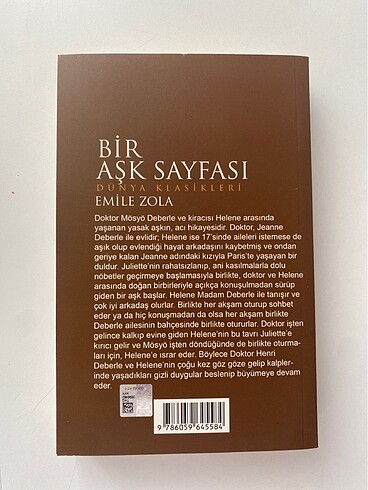 BİR
AŞK SAYFASI
DÜNYA KLASİKLERİ
EMİLE ZOLA
Doktor Mösyö Deberle ve kiracısı Helene arasında
yaşanan yasak aşkın, acı hikayesidir. Doktor, Jeanne
Deberle ile evlidir; Helene ise 17'sinde aileleri istemese de
aşık olup evlendiği hayat arkadaşını kaybetmiş ve ondan
geriye kalan Jeanne adındaki kızıyla Paris'te yaşayan bir
duldur. Juliette'nin rahatsızlanıp, ani kasılmalarla dolu
nöbetler geçirmeye başlamasıyla birlikte, doktor ve Helene
arasında doğan birbirleriyle açıkça konuşulmadan sürüp
giden bir aşk başlar. Helene Madam Deberle ile tanışır ve
çok iyi arkadaş olurlar. Birlikte her akşam oturup sohbet
eder ya da hiç konuşmadan da olsa her akşam birlikte
Deberle ailesinin bahçesinde birlikte otururlar. Doktor işten
gelince kalkıp evine giden Helene'nin bu tavrı Juliette'e
kırıcı gelir ve Mösyö işten döndüğünde de birlikte oturma-
ları için, Helene'e ısrar eder. Böylece Doktor Henri
Deberle ve Helene'nin çoğu kez göz göze gelip kalpler-
inde yaşadıkları gizli duygular beslenip büyümeye devam
eder.
9 786059 645584